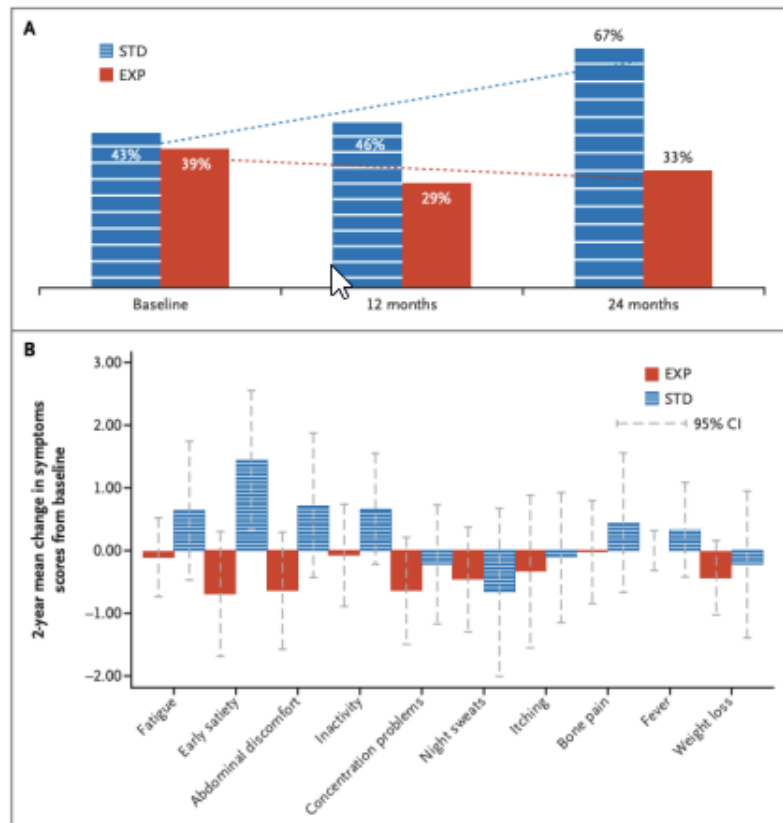 A
STD
EXP
67%
43%
39%
46%
29%
33%
Baseline 12 months 24 months
B
3.00
2.00
1.00
0.00
–1.00
–2.00
2-year mean change in symptoms
scores from baseline
EXP
STD
95% CI
Fatigue
Early satiety
Abdominal discomfort
Inactivity
Concentration problems
Night sweats
Itching
Bone pain
Fever
Weight loss